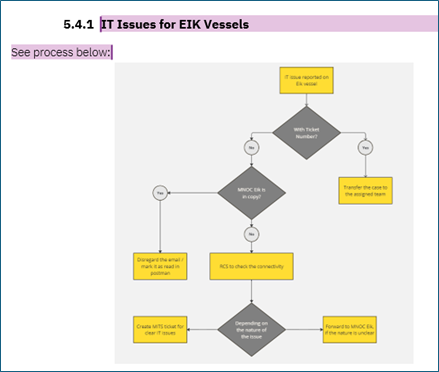 5.4.1 IT Issues for EIK Vessels
See process below:
IT issue reported on
Eik vessel
With Ticket
Number?
No
Yes
MNOC Eik is
in copy?
Transfer the case to
the assigned team
Yes
No
Disregard the email /
mark it as read in
postman
RCS to check the connectivity
Create MITS ticket for
clear IT issues
Depending on
the nature of
the issue
Forward to MNOC Eik,
if the nature is unclear